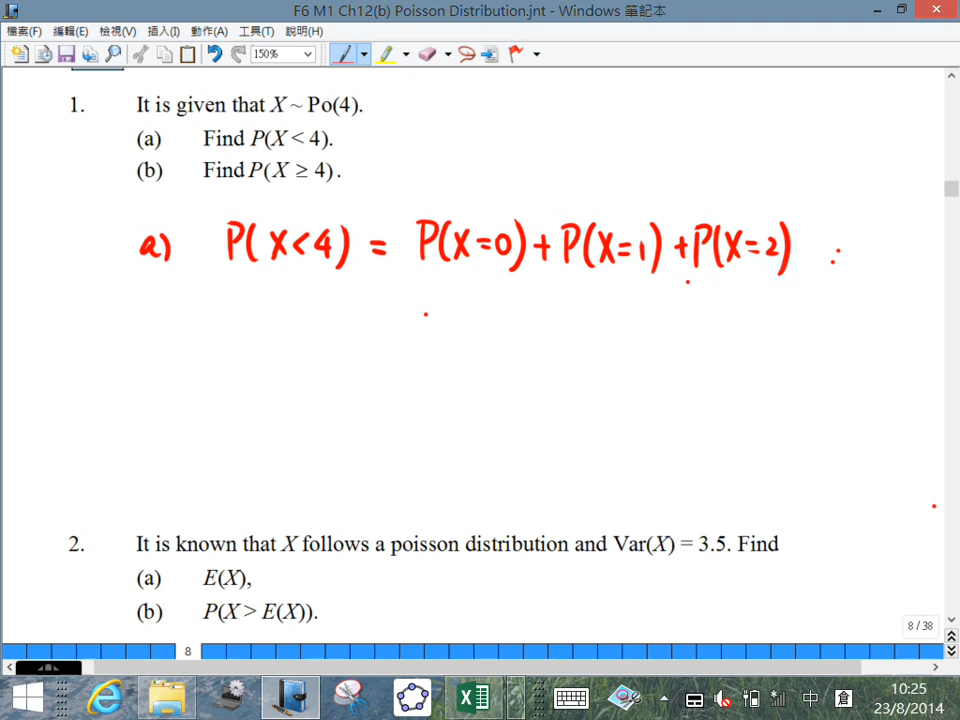 F6 M1 Ch12(b) Poisson Distribution.jnt - Windows 筆記本
檔案(F) 編輯(E) 檢視(V) 插入(I) 動作(A) 工具(T) 說明(H)
150%
1. It is given that X ~ Po(4).
(a) Find P(X < 4).
(b) Find P(X ≥ 4).
a) P(X<4) = P(X=0)+P(X=1)+P(X=2)
2. It is known that X follows a poisson distribution and Var(X) = 3.5. Find
(a) E(X),
(b) P(X > E(X)).
8 / 38
8
中 倉 10:25
23/8/2014